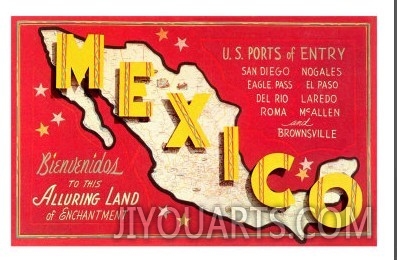 MEXICO
U.S. PORTS of ENTRY
SAN DIEGO NOGALES
EAGLE PASS EL PASO
DEL RIO LAREDO
ROMA McALLEN
and
BROWNSVILLE
Bienvenidos
TO THIS
ALLURING LAND
of ENCHANTMENT
JIYOUARTS.COM